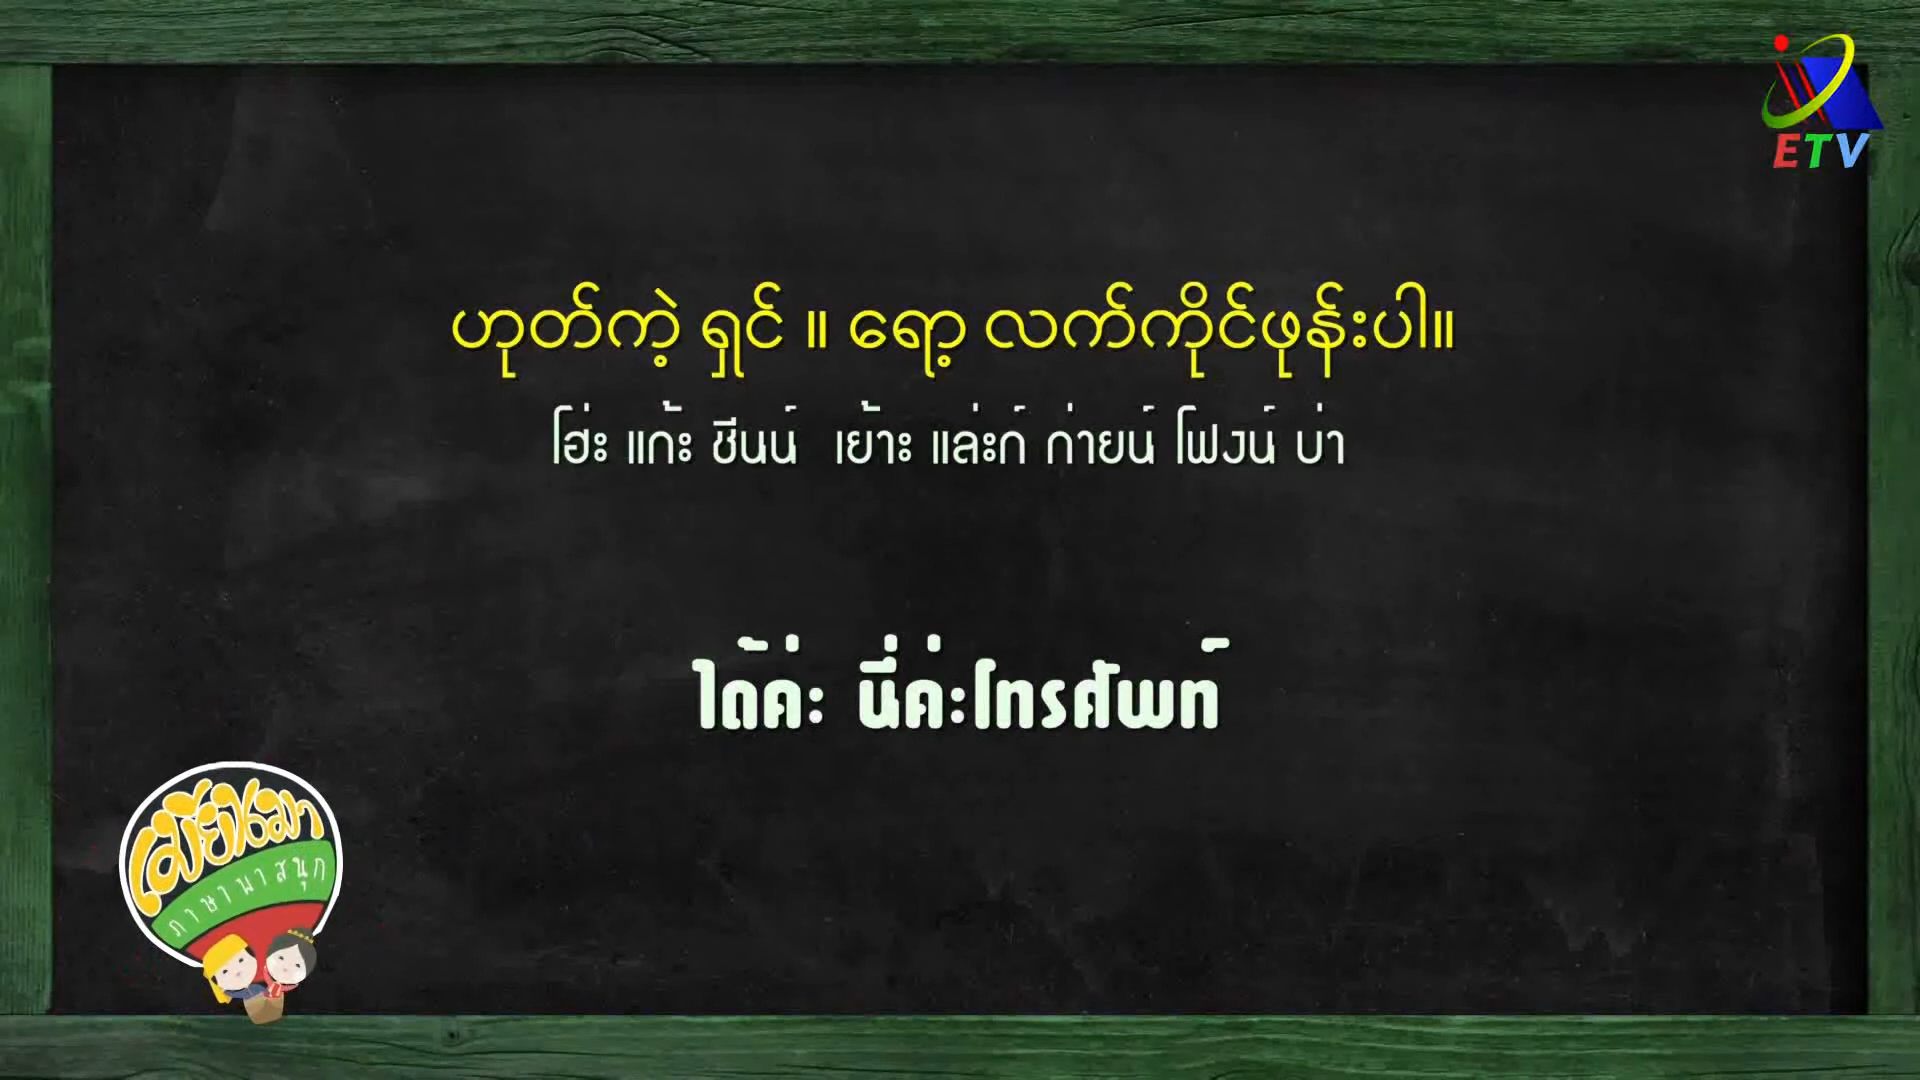 ETV
ဟုတ်ကဲ့ ရှင် ။ ရော့ လက်ကိုင်ဖုန်းပါ။
โฮ่ะ แก้ะ ชีนน์ เย้าะ แล่ะก์ ก่ายน์ โฟงน์ บ่า
ได้ค่ะ นี่ค่ะโทรศัพท์
เมียนมา
ภาษาพาสนุก